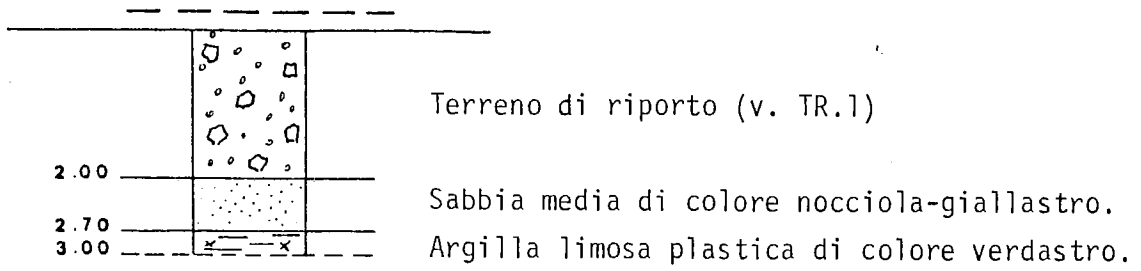 Terreno di riporto (v. TR.1)
2.00
Sabbia media di colore nocciola-giallastro.
2.70
Argilla limosa plastica di colore verdastro.
3.00